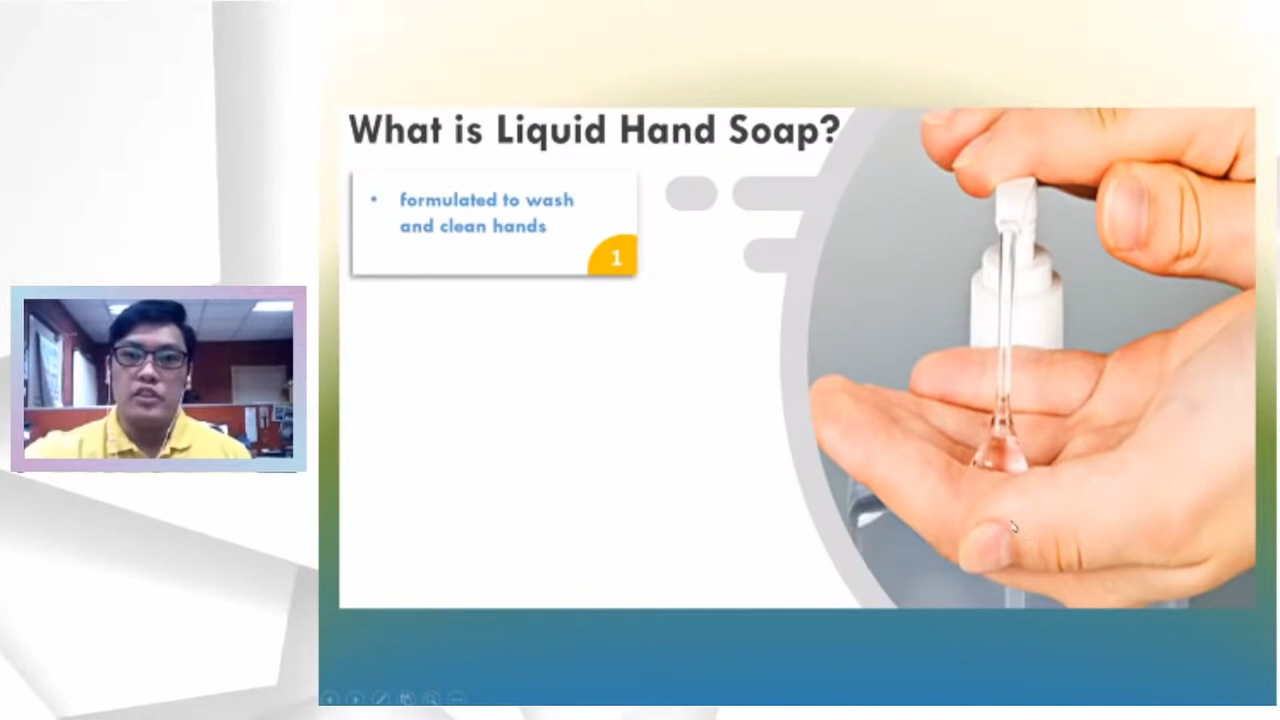 What is Liquid Hand Soap?
• formulated to wash
and clean hands
1